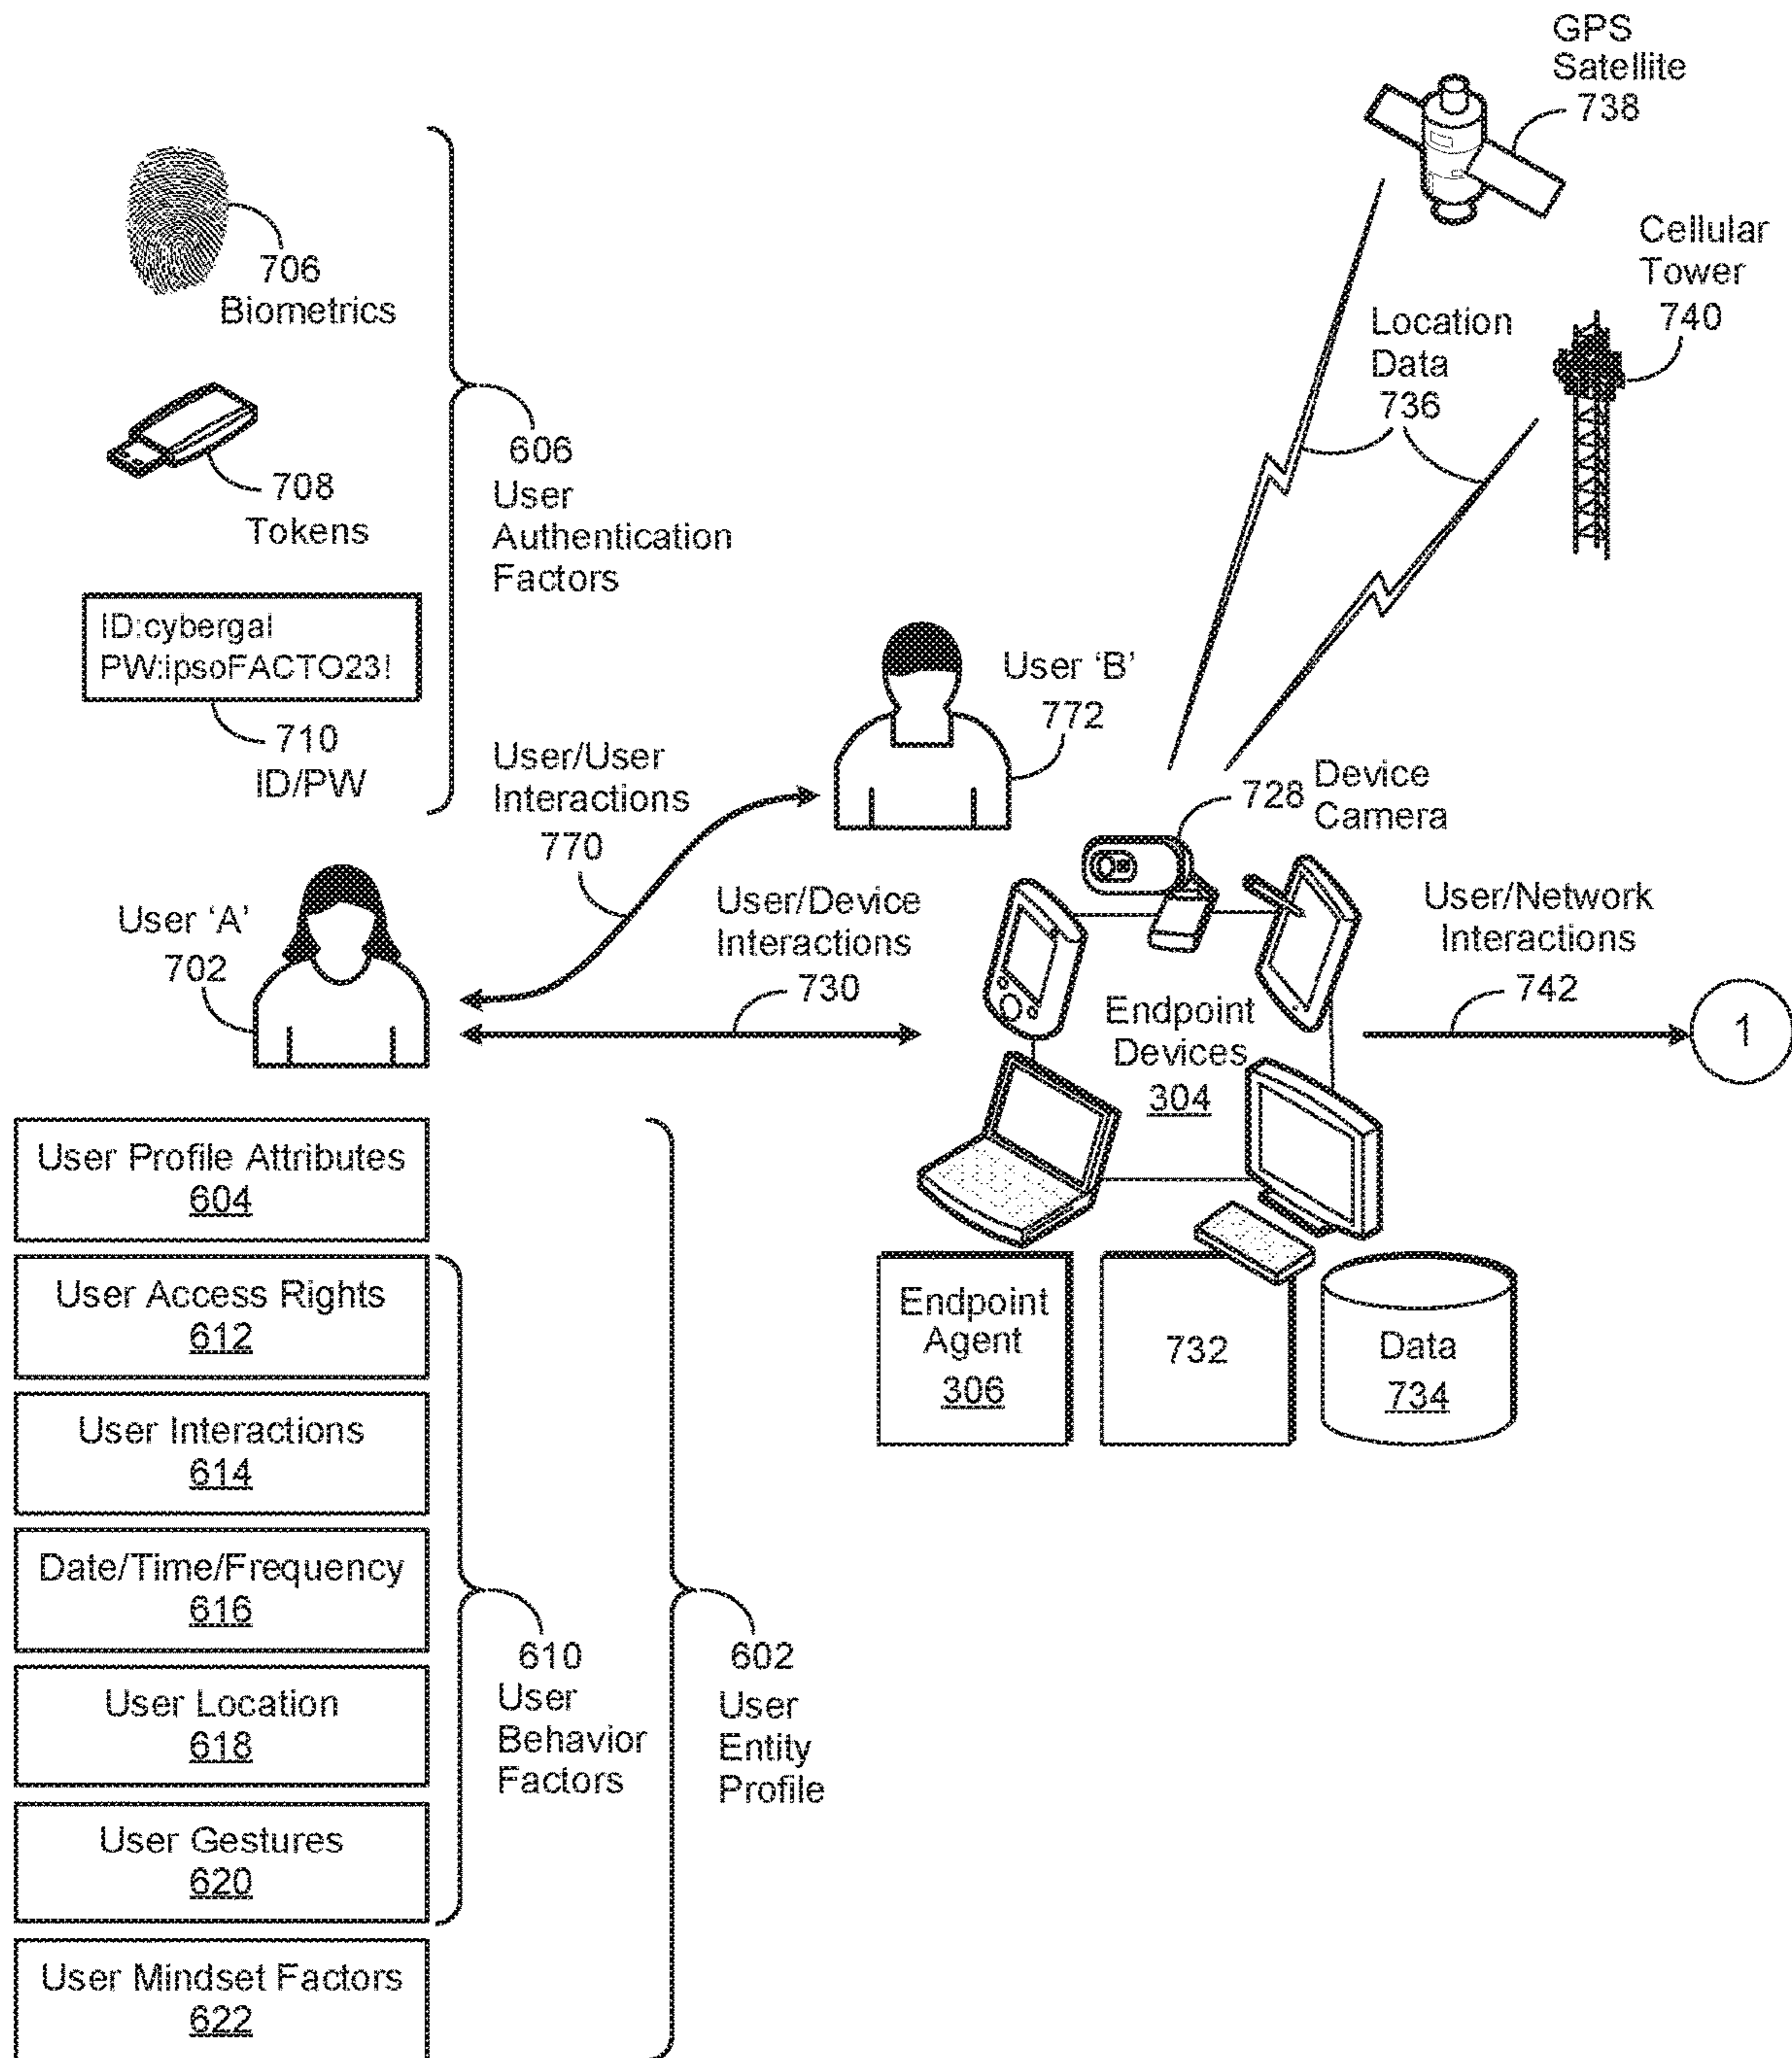 GPS
Satellite
738
Cellular
Tower
740
Location
Data
736
706
Biometrics
708
Tokens
ID:cybergal
PW:ipsoFACTO23!
710
ID/PW
606
User
Authentication
Factors
User ‘B’
772
User/User
Interactions
770
728
Device
Camera
User ‘A’
702
User/Device
Interactions
730
User/Network
Interactions
742
1
Endpoint
Devices
304
Endpoint
Agent
306
732
Data
734
User Profile Attributes
604
User Access Rights
612
User Interactions
614
Date/Time/Frequency
616
User Location
618
User Gestures
620
User Mindset Factors
622
610
User
Behavior
Factors
602
User
Entity
Profile